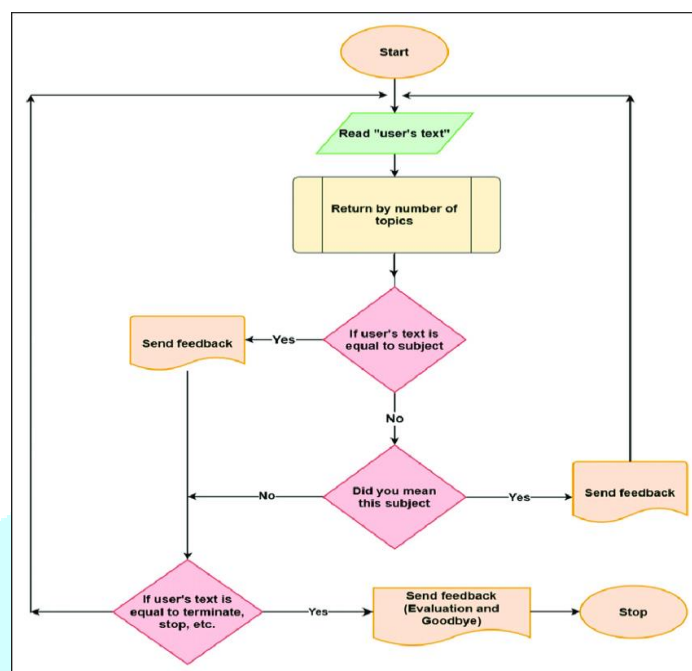 Start
Read "user's text"
Return by number of
topics
If user's text is
equal to subject
Yes
Send feedback
No
Did you mean
this subject
No
Yes
Send feedback
If user's text is
equal to terminate,
stop, etc.
Yes
Send feedback
(Evaluation and
Goodbye)
Stop